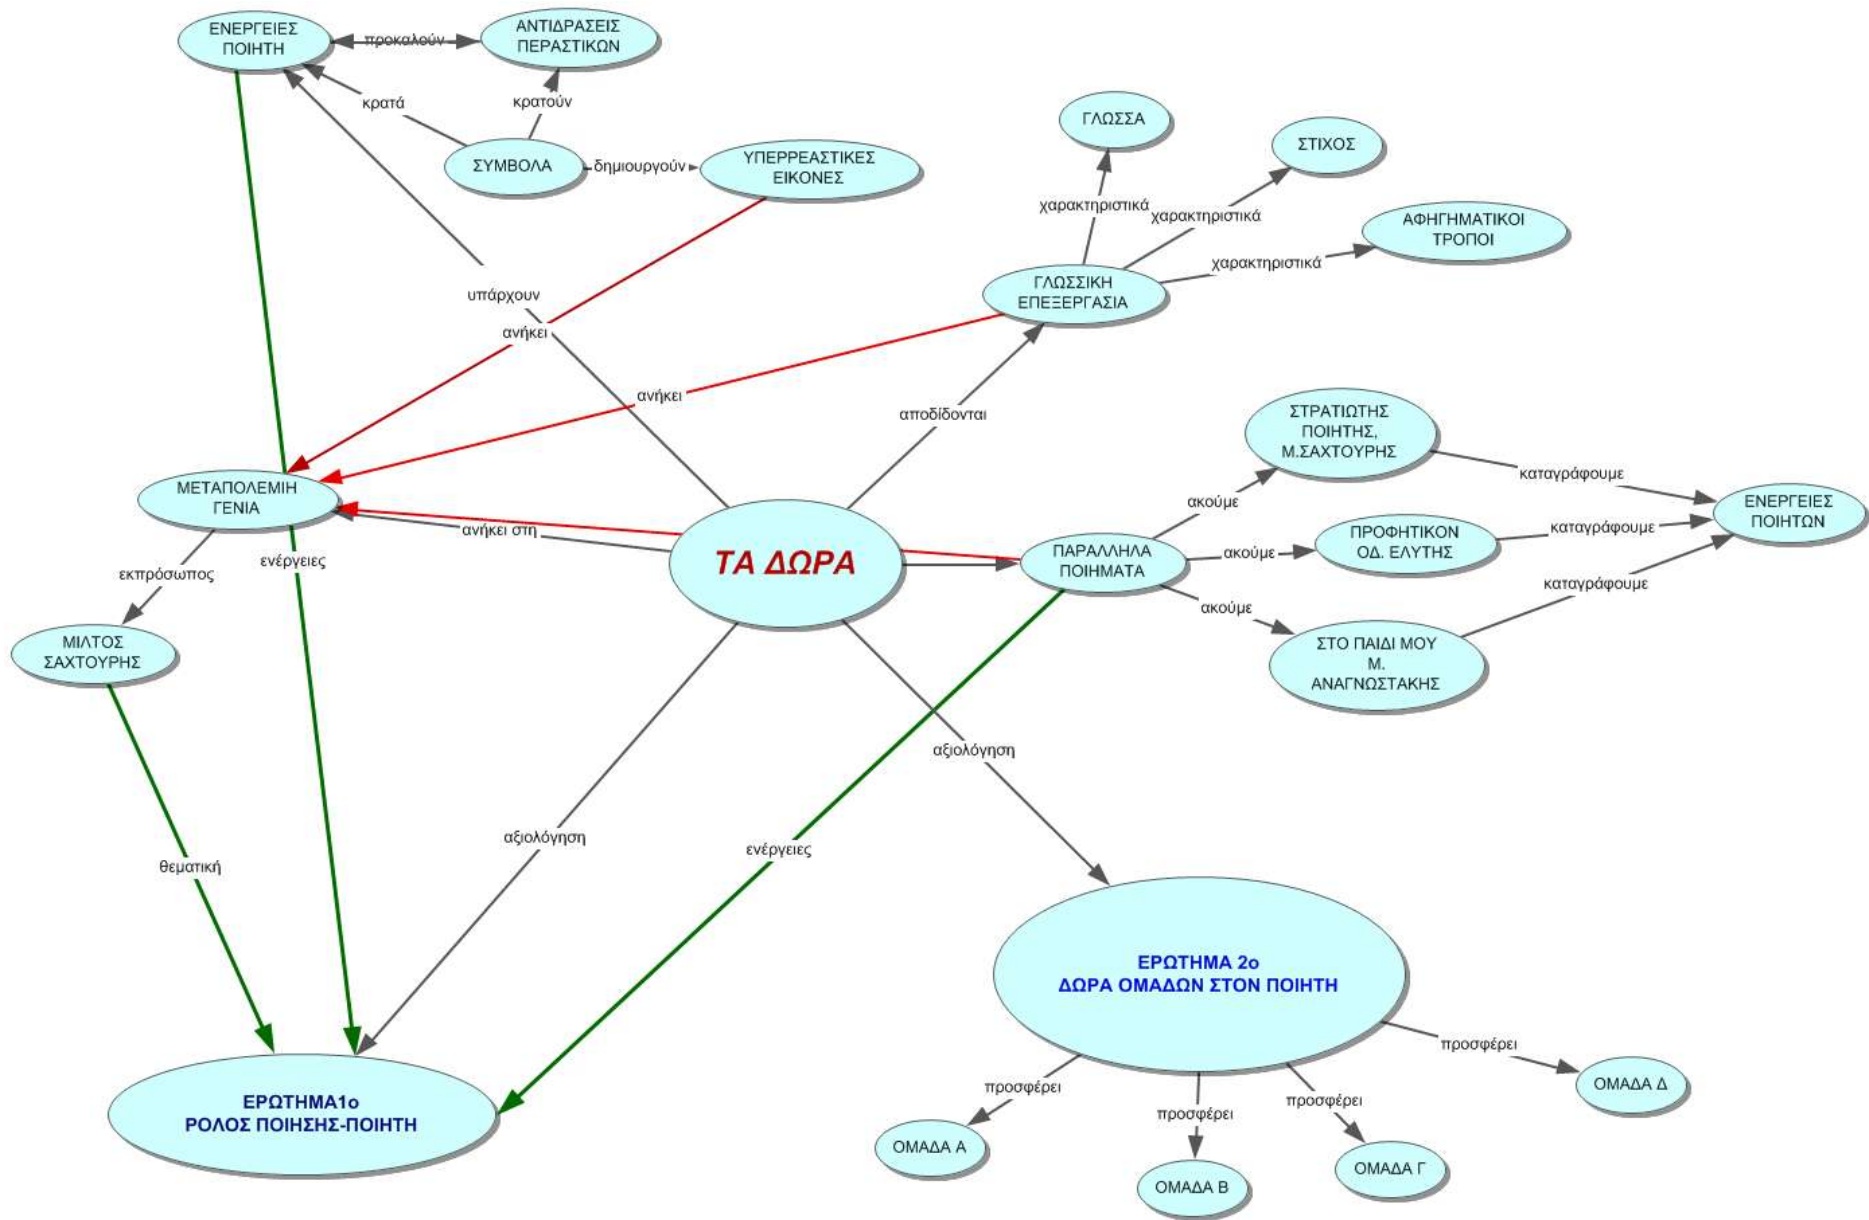 ΕΝΕΡΓΕΙΕΣ
ΠΟΙΗΤΗ
προκαλούν
ΑΝΤΙΔΡΑΣΕΙΣ
ΠΕΡΑΣΤΙΚΩΝ
κρατά
κρατούν
ΣΥΜΒΟΛΑ
δημιουργούν
ΥΠΕΡΡΕΑΣΤΙΚΕΣ
ΕΙΚΟΝΕΣ
ΓΛΩΣΣΑ
ΣΤΙΧΟΣ
χαρακτηριστικά
χαρακτηριστικά
ΑΦΗΓΗΜΑΤΙΚΟΙ
ΤΡΟΠΟΙ
χαρακτηριστικά
ΓΛΩΣΣΙΚΗ
ΕΠΕΞΕΡΓΑΣΙΑ
υπάρχουν
ανήκει
ανήκει
αποδίδονται
ΣΤΡΑΤΙΩΤΗΣ
ΠΟΙΗΤΗΣ,
Μ.ΣΑΧΤΟΥΡΗΣ
καταγράφουμε
ΜΕΤΑΠΟΛΕΜΙΗ
ΓΕΝΙΑ
ανήκει στη
ακούμε
ΕΝΕΡΓΕΙΕΣ
ΠΟΙΗΤΩΝ
ενέργειες
ΤΑ ΔΩΡΑ
ΠΑΡΑΛΛΗΛΑ
ΠΟΙΗΜΑΤΑ
ακούμε
ΠΡΟΦΗΤΙΚΟΝ
ΟΔ. ΕΛΥΤΗΣ
καταγράφουμε
εκπρόσωπος
ακούμε
καταγράφουμε
ΜΙΛΤΟΣ
ΣΑΧΤΟΥΡΗΣ
ΣΤΟ ΠΑΙΔΙ ΜΟΥ
Μ.
ΑΝΑΓΝΩΣΤΑΚΗΣ
αξιολόγηση
θεματική
αξιολόγηση
ενέργειες
ΕΡΩΤΗΜΑ 2ο
ΔΩΡΑ ΟΜΑΔΩΝ ΣΤΟΝ ΠΟΙΗΤΗ
ΕΡΩΤΗΜΑ1ο
ΡΟΛΟΣ ΠΟΙΗΣΗΣ-ΠΟΙΗΤΗ
προσφέρει
προσφέρει
προσφέρει
προσφέρει
ΟΜΑΔΑ Δ
ΟΜΑΔΑ Α
ΟΜΑΔΑ Β
ΟΜΑΔΑ Γ